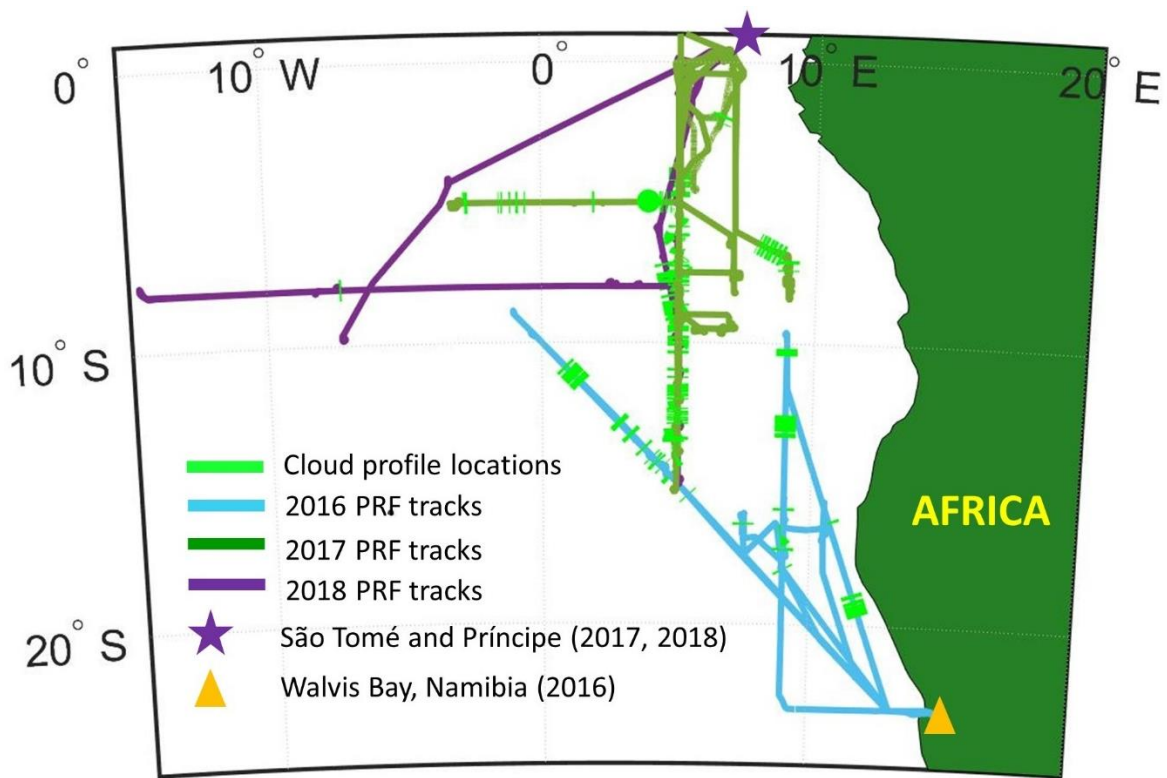 10° W
0°
10° E
20° E
0°
10° S
20° S
Cloud profile locations
2016 PRF tracks
2017 PRF tracks
2018 PRF tracks
São Tomé and Príncipe (2017, 2018)
Walvis Bay, Namibia (2016)
AFRICA